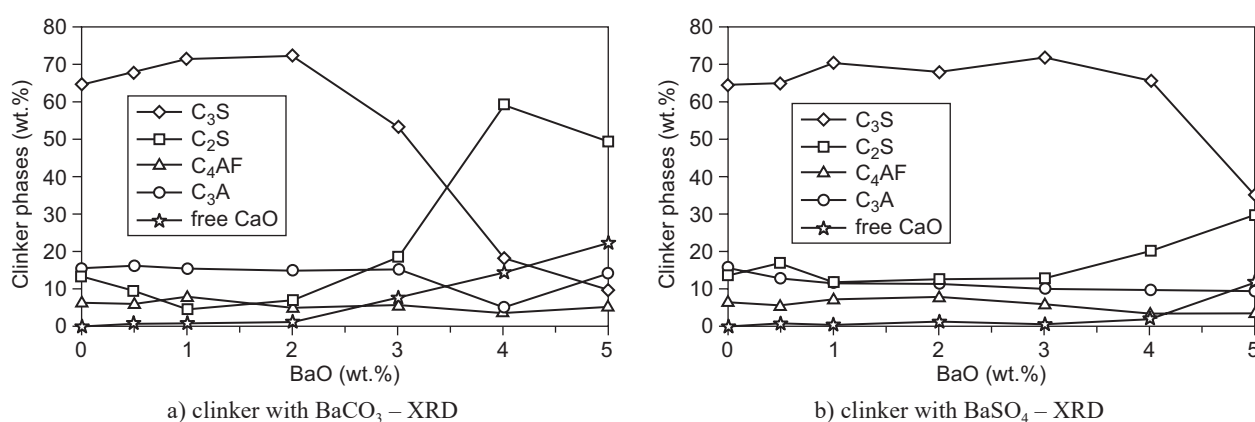 80
70
60
50
40
30
20
10
0
Clinker phases (wt.%)
C₃S
C₂S
C₄AF
C₃A
free CaO
0 1 2 3 4 5
BaO (wt.%)
a) clinker with BaCO₃ – XRD
80
70
60
50
40
30
20
10
0
Clinker phases (wt.%)
C₃S
C₂S
C₄AF
C₃A
free CaO
0 1 2 3 4 5
BaO (wt.%)
b) clinker with BaSO₄ – XRD